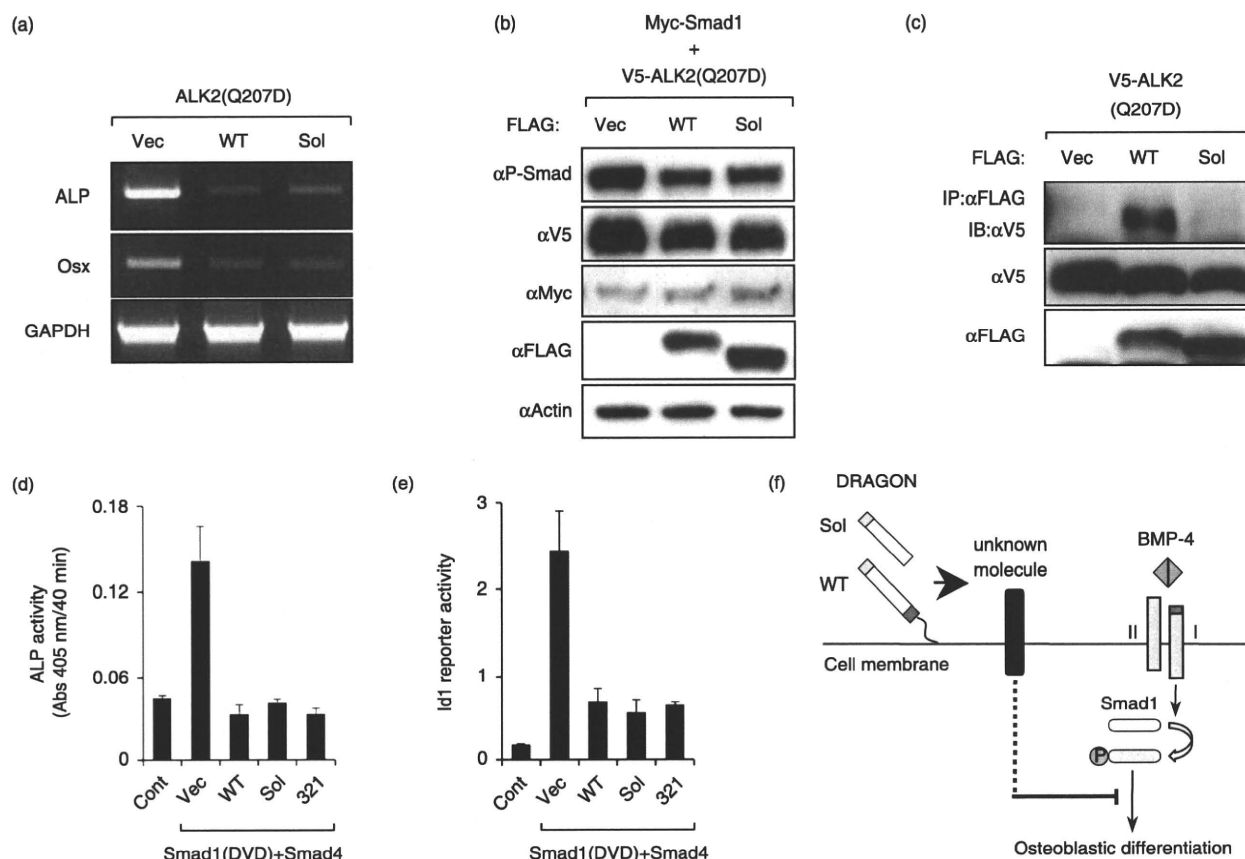 (a)
ALK2(Q207D)
Vec WT Sol
ALP
Osx
GAPDH
(b)
Myc-Smad1
+
V5-ALK2(Q207D)
FLAG: Vec WT Sol
αP-Smad
αV5
αMyc
αFLAG
αActin
(c)
V5-ALK2
(Q207D)
FLAG: Vec WT Sol
IP:αFLAG
IB:αV5
αV5
αFLAG
(d)
ALP activity
(Abs 405 nm/40 min)
0.18
0.12
0.06
0
Cont Vec WT Sol 321
Smad1(DVD)+Smad4
(e)
Id1 reporter activity
3
2
1
0
Cont Vec WT Sol 321
Smad1(DVD)+Smad4
(f)
DRAGON
Sol
WT
unknown
molecule
BMP-4
II I
Cell membrane
Smad1
P
Osteoblastic differentiation